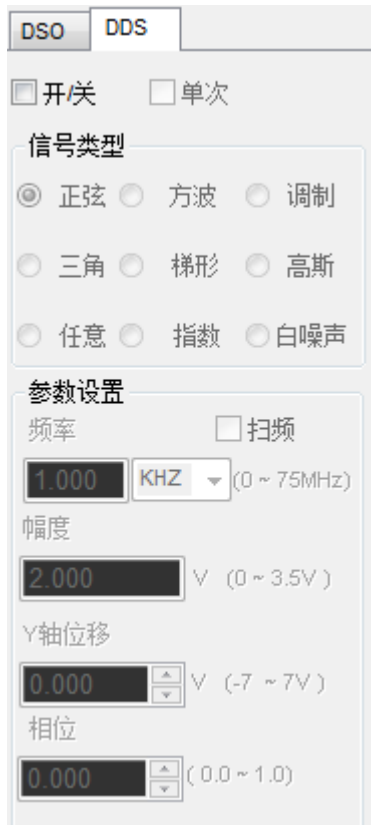 DSO DDS
开/关 单次
信号类型
正弦 方波 调制
三角 梯形 高斯
任意 指数 白噪声
参数设置
频率 扫频
1.000 KHZ (0 ~ 75MHz)
幅度
2.000 V (0 ~ 3.5V )
Y轴位移
0.000 V (-7 ~ 7V )
相位
0.000 ( 0.0 ~ 1.0)